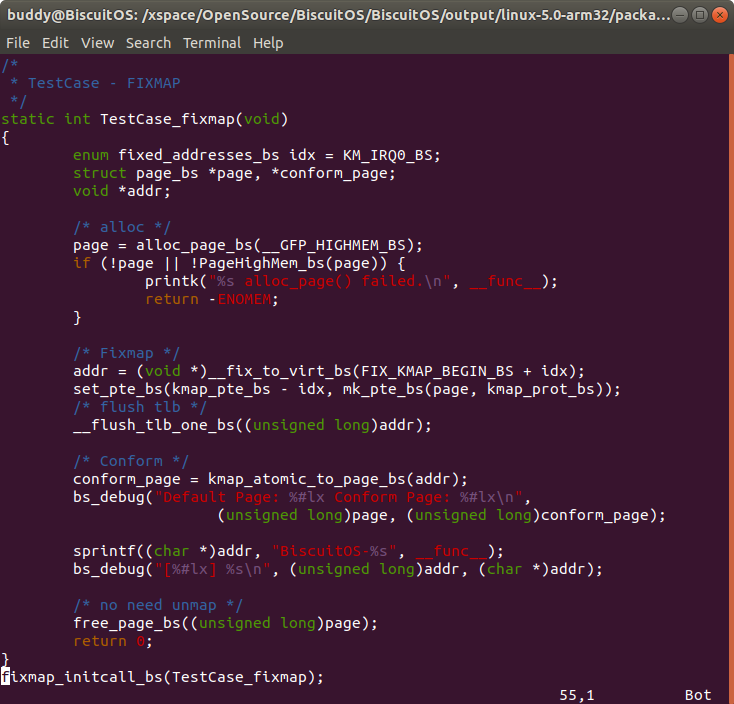 buddy@BiscuitOS: /xspace/OpenSource/BiscuitOS/BiscuitOS/output/linux-5.0-arm32/packa...
File Edit View Search Terminal Help
/*
 * TestCase - FIXMAP
 */
static int TestCase_fixmap(void)
{
        enum fixed_addresses_bs idx = KM_IRQ0_BS;
        struct page_bs *page, *conform_page;
        void *addr;

        /* alloc */
        page = alloc_page_bs(__GFP_HIGHMEM_BS);
        if (!page || !PageHighMem_bs(page)) {
                printk("%s alloc_page() failed.\n", __func__);
                return -ENOMEM;
        }

        /* Fixmap */
        addr = (void *)__fix_to_virt_bs(FIX_KMAP_BEGIN_BS + idx);
        set_pte_bs(kmap_pte_bs - idx, mk_pte_bs(page, kmap_prot_bs));
        /* flush tlb */
        __flush_tlb_one_bs((unsigned long)addr);

        /* Conform */
        conform_page = kmap_atomic_to_page_bs(addr);
        bs_debug("Default Page: %#lx Conform Page: %#lx\n",
                        (unsigned long)page, (unsigned long)conform_page);

        sprintf((char *)addr, "BiscuitOS-%s", __func__);
        bs_debug("[%#lx] %s\n", (unsigned long)addr, (char *)addr);

        /* no need unmap */
        free_page_bs((unsigned long)page);
        return 0;
}
fixmap_initcall_bs(TestCase_fixmap);
55,1 Bot